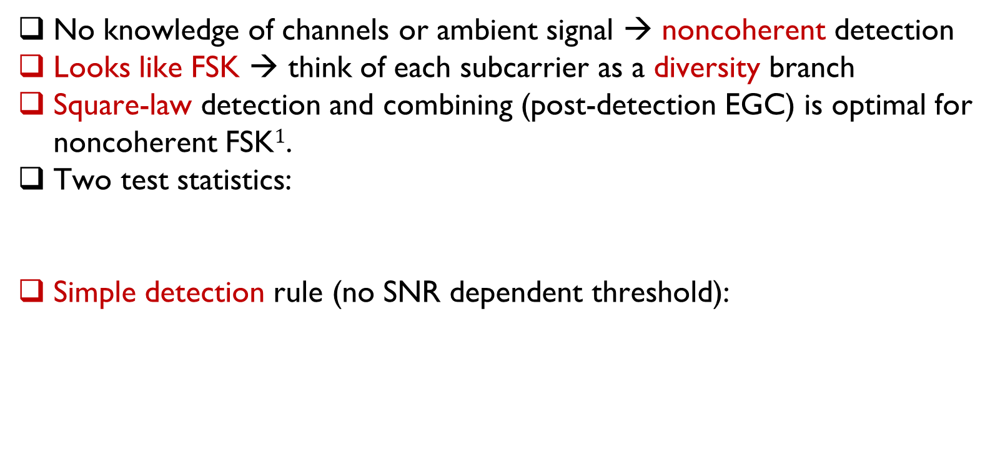 ❑ No knowledge of channels or ambient signal → noncoherent detection
❑ Looks like FSK → think of each subcarrier as a diversity branch
❑ Square-law detection and combining (post-detection EGC) is optimal for
noncoherent FSK¹.
❑ Two test statistics:
❑ Simple detection rule (no SNR dependent threshold):